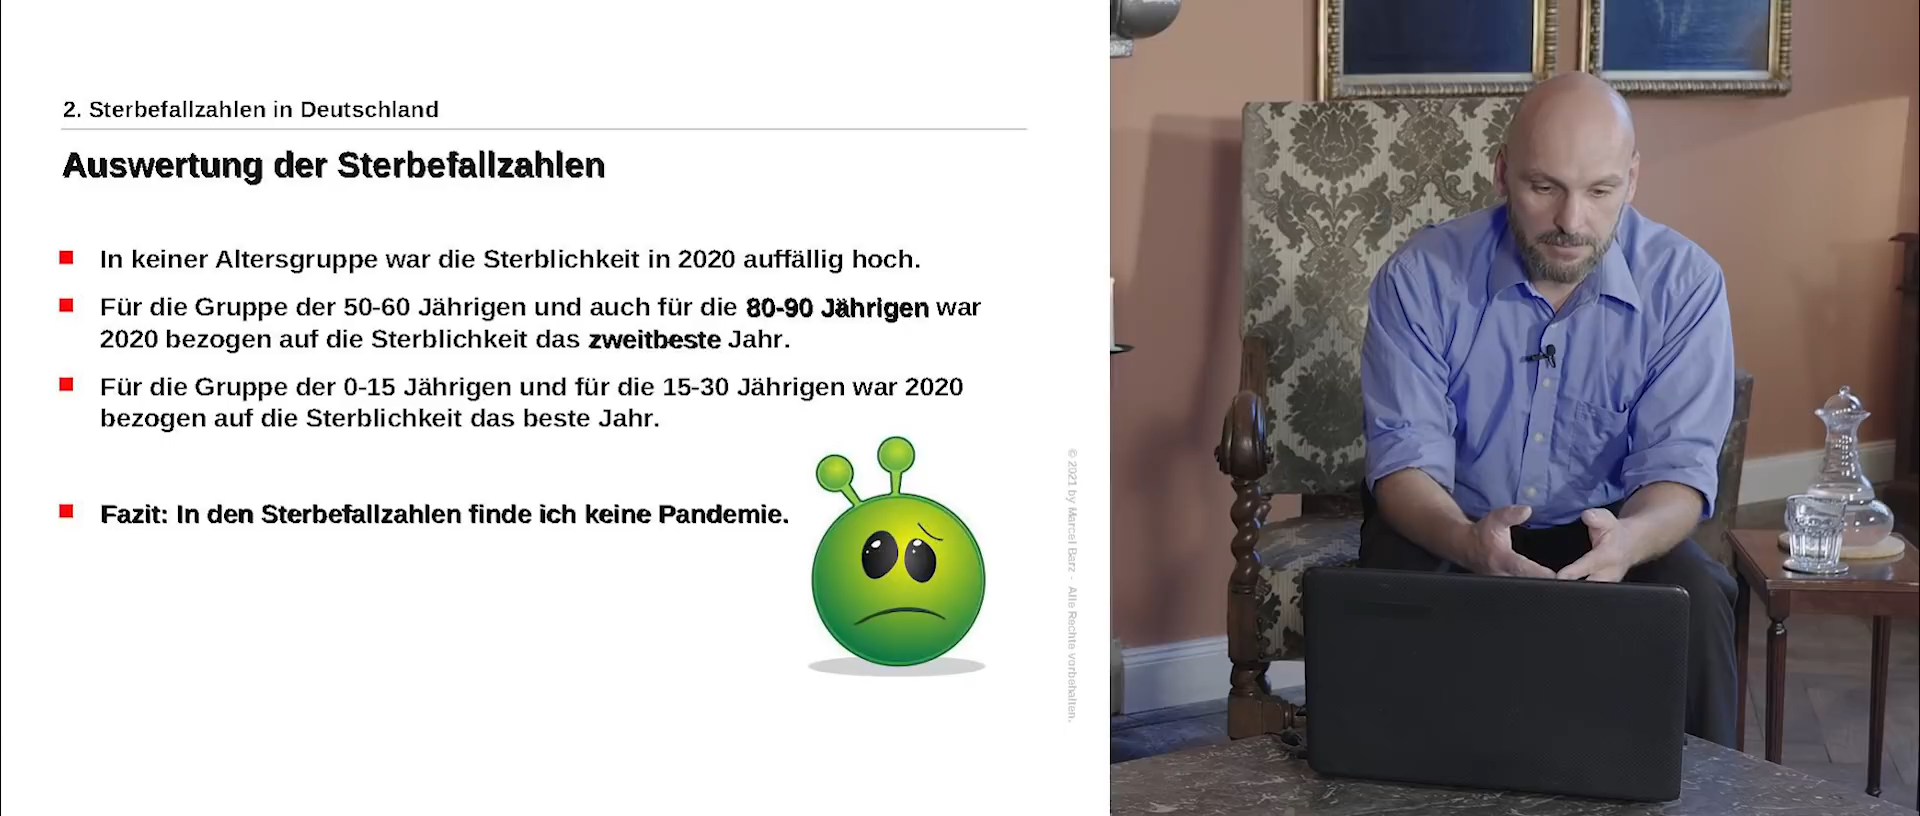 2. Sterbefallzahlen in Deutschland
Auswertung der Sterbefallzahlen
In keiner Altersgruppe war die Sterblichkeit in 2020 auffällig hoch.
Für die Gruppe der 50-60 Jährigen und auch für die 80-90 Jährigen war
2020 bezogen auf die Sterblichkeit das zweitbeste Jahr.
Für die Gruppe der 0-15 Jährigen und für die 15-30 Jährigen war 2020
bezogen auf die Sterblichkeit das beste Jahr.
Fazit: In den Sterbefallzahlen finde ich keine Pandemie.
© 2021 by Marcel Barz - Alle Rechte vorbehalten.